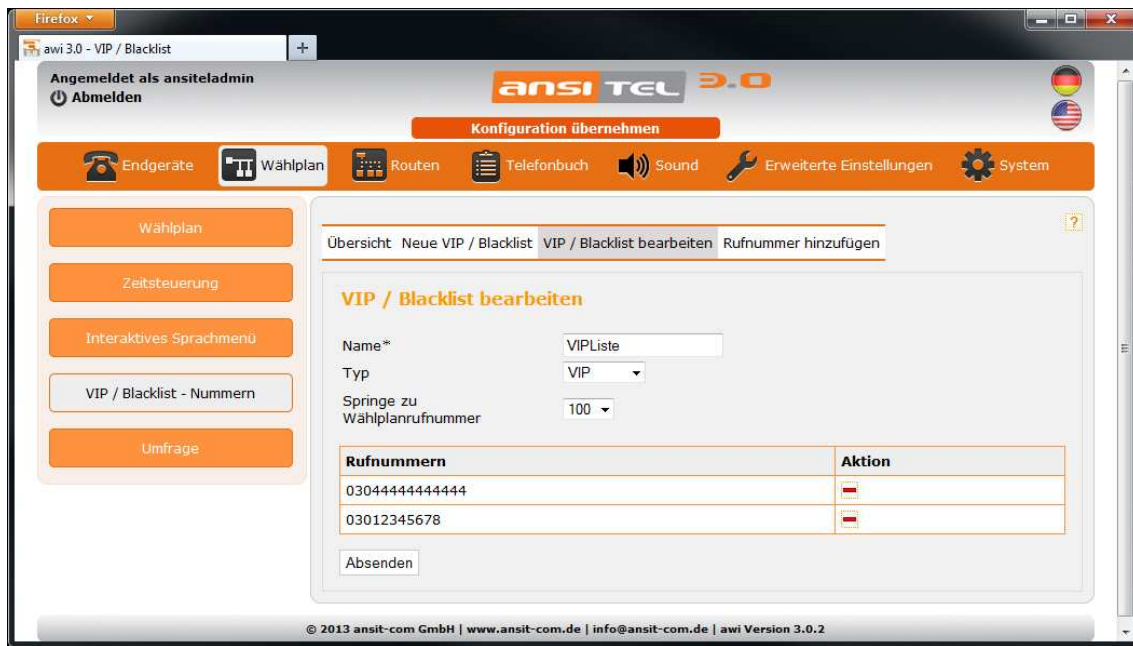 Firefox
awi 3.0 - VIP / Blacklist
Angemeldet als ansiteladmin
Abmelden
ansi TEL 3.0
Konfiguration übernehmen
Endgeräte Wählplan Routen Telefonbuch Sound Erweiterte Einstellungen System
Wählplan
Zeitsteuerung
Interaktives Sprachmenü
VIP / Blacklist - Nummern
Umfrage
?
Übersicht Neue VIP / Blacklist VIP / Blacklist bearbeiten Rufnummer hinzufügen
VIP / Blacklist bearbeiten
Name* VIPListe
Typ VIP
Springe zu
Wählplanrufnummer 100
Rufnummern Aktion
03044444444444
03012345678
Absenden
© 2013 ansit-com GmbH | www.ansit-com.de | info@ansit-com.de | awi Version 3.0.2